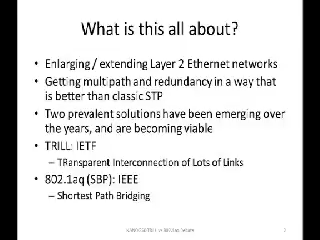 What is this all about?
• Enlarging / extending Layer 2 Ethernet networks
• Getting multipath and redundancy in a way that
is better than classic STP
• Two prevalent solutions have been emerging over
the years, and are becoming viable
• TRILL: IETF
– TRansparent Interconnection of Lots of Links
• 802.1aq (SBP): IEEE
– Shortest Path Bridging
2